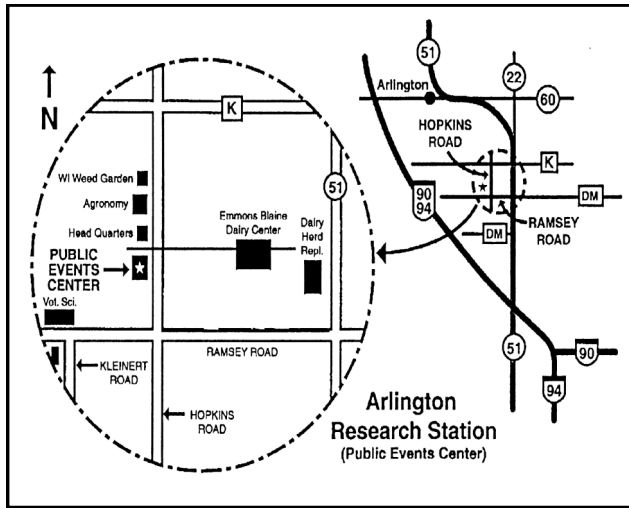 N
K
WI Weed Garden
Agronomy
Head Quarters
PUBLIC
EVENTS
CENTER
Vot. Sci.
Emmons Blaine
Dairy Center
Dairy
Herd
Repl.
51
RAMSEY ROAD
KLEINERT
ROAD
HOPKINS
ROAD
51
22
Arlington
60
HOPKINS
ROAD
K
90
94
DM
RAMSEY
ROAD
DM
51
90
94
Arlington
Research Station
(Public Events Center)